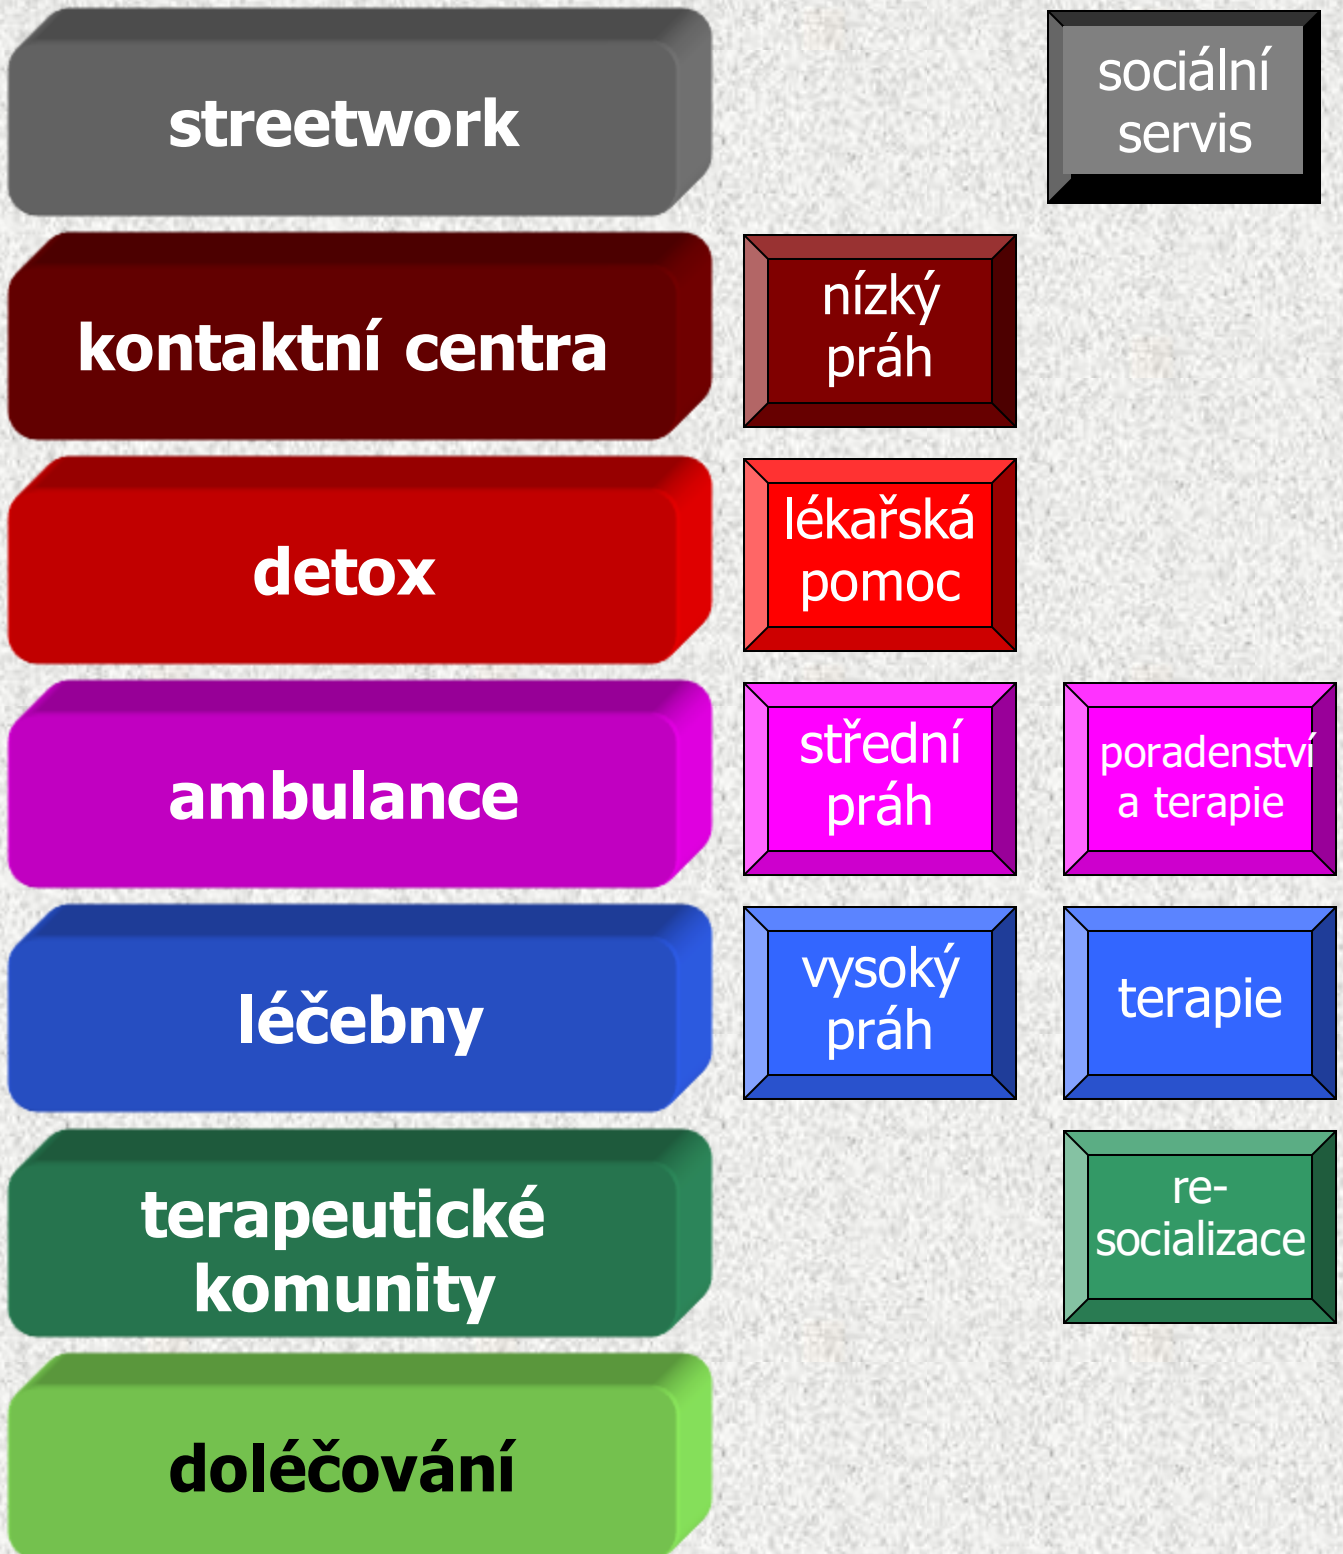 streetwork
sociální
servis
kontaktní centra
nízký
práh
detox
lékařská
pomoc
ambulance
střední
práh
poradenství
a terapie
léčebny
vysoký
práh
terapie
terapeutické
komunity
re-
socializace
doléčování